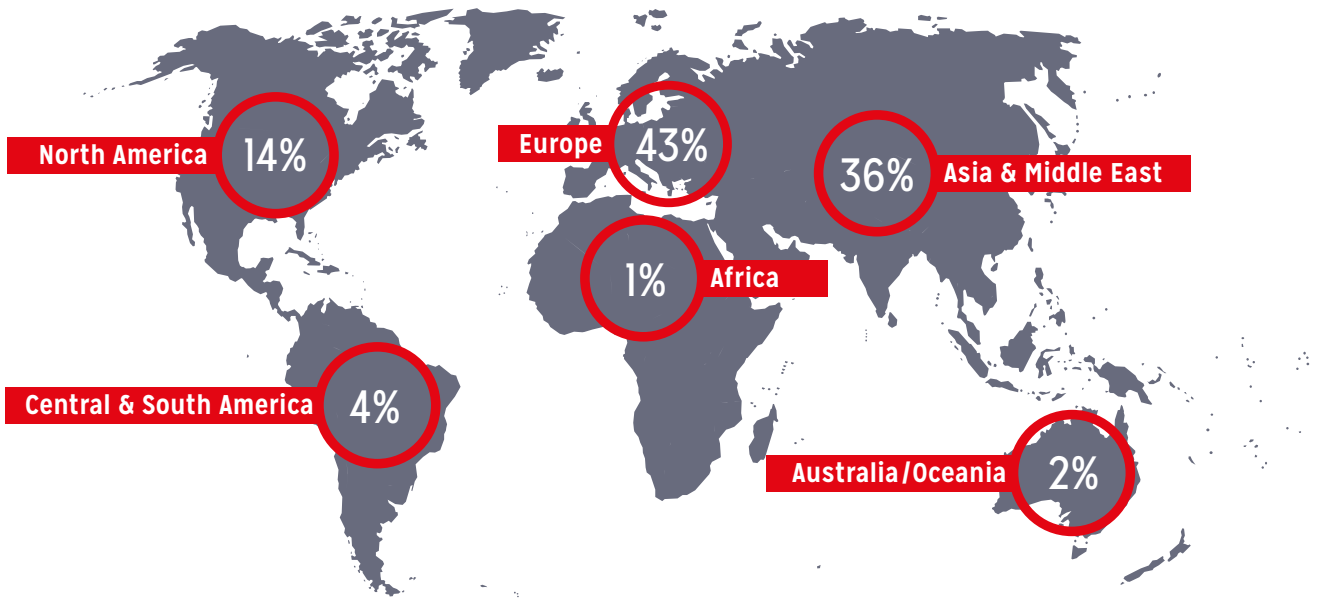 North America 14%
Europe 43%
36% Asia & Middle East
1% Africa
Central & South America 4%
Australia/Oceania 2%